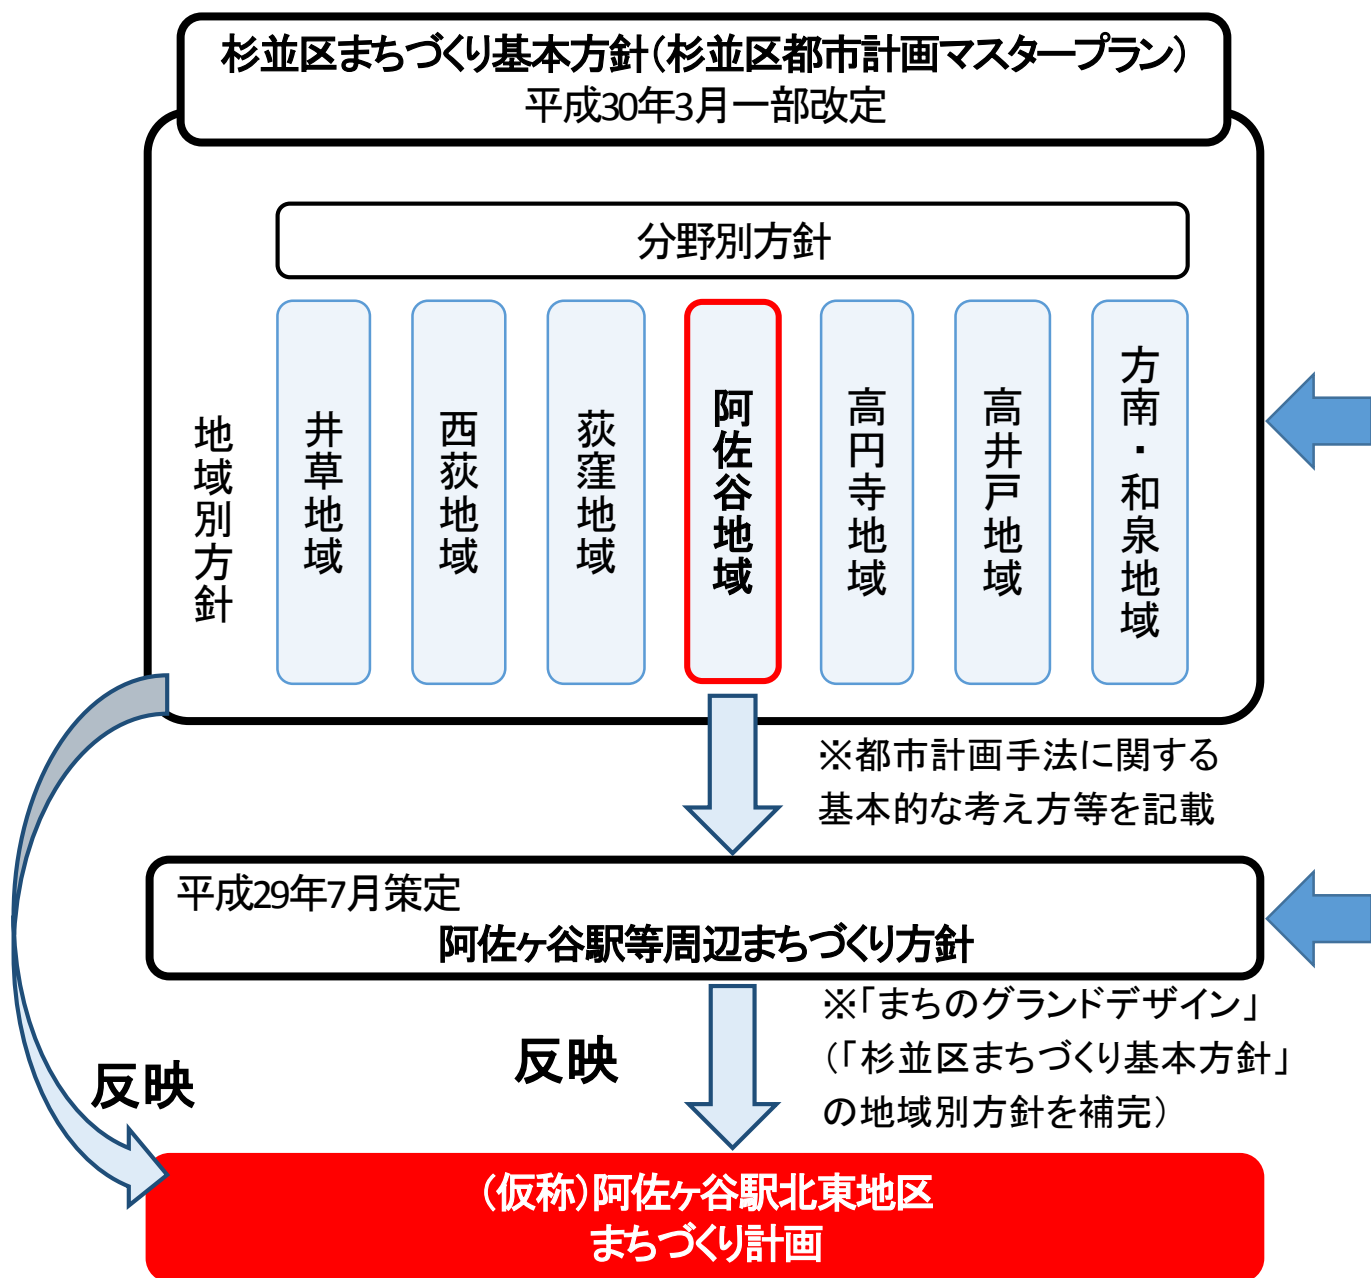 杉並区まちづくり基本方針（杉並区都市計画マスタープラン）
平成30年3月一部改定
分野別方針
地域別方針
井草地域
西荻地域
荻窪地域
阿佐谷地域
高円寺地域
高井戸地域
方南・和泉地域
※都市計画手法に関する
基本的な考え方等を記載
平成29年7月策定
阿佐ヶ谷駅等周辺まちづくり方針
※「まちのグランドデザイン」
（「杉並区まちづくり基本方針」
の地域別方針を補完）
反映
反映
（仮称）阿佐ヶ谷駅北東地区
まちづくり計画